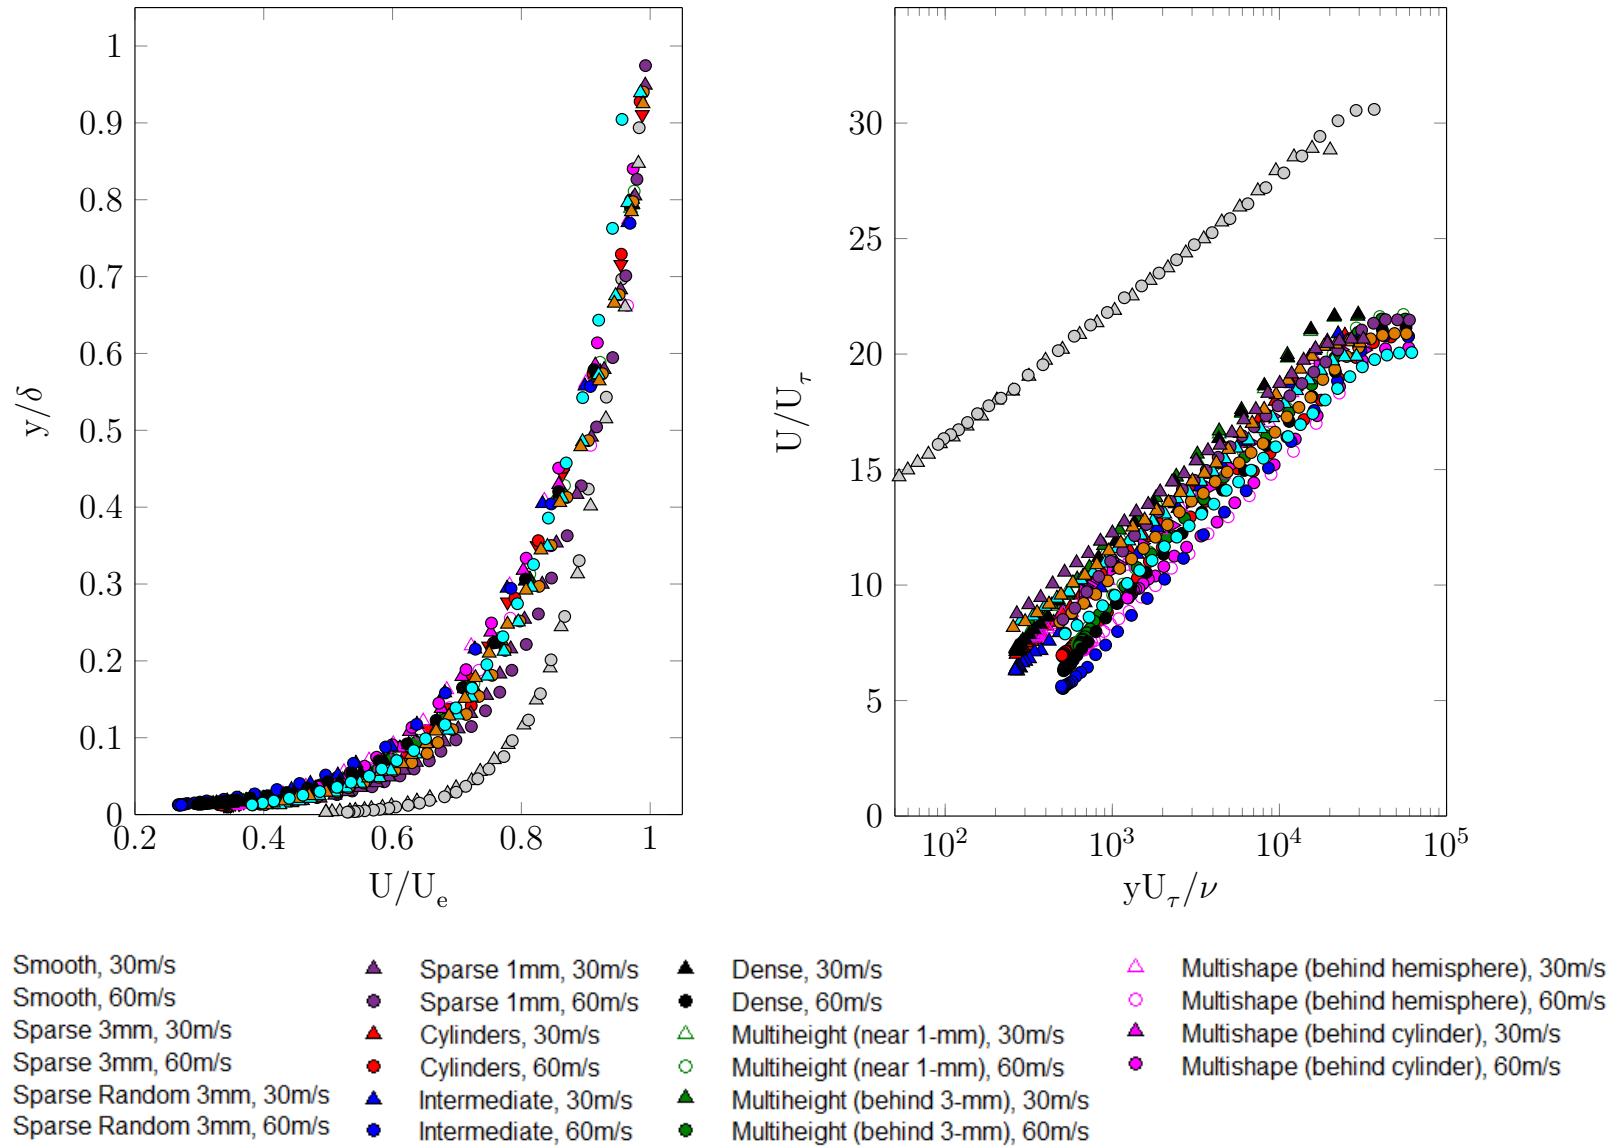 1
0.9
0.8
0.7
0.6
0.5
0.4
0.3
0.2
0.1
0
y/δ
0.2 0.4 0.6 0.8 1
U/U_e
30
25
20
15
10
5
0
U/U_τ
10^2 10^3 10^4 10^5
yU_τ/ν
Smooth, 30m/s
Smooth, 60m/s
Sparse 3mm, 30m/s
Sparse 3mm, 60m/s
Sparse Random 3mm, 30m/s
Sparse Random 3mm, 60m/s
Sparse 1mm, 30m/s
Sparse 1mm, 60m/s
Cylinders, 30m/s
Cylinders, 60m/s
Intermediate, 30m/s
Intermediate, 60m/s
Dense, 30m/s
Dense, 60m/s
Multiheight (near 1-mm), 30m/s
Multiheight (near 1-mm), 60m/s
Multiheight (behind 3-mm), 30m/s
Multiheight (behind 3-mm), 60m/s
Multishape (behind hemisphere), 30m/s
Multishape (behind hemisphere), 60m/s
Multishape (behind cylinder), 30m/s
Multishape (behind cylinder), 60m/s